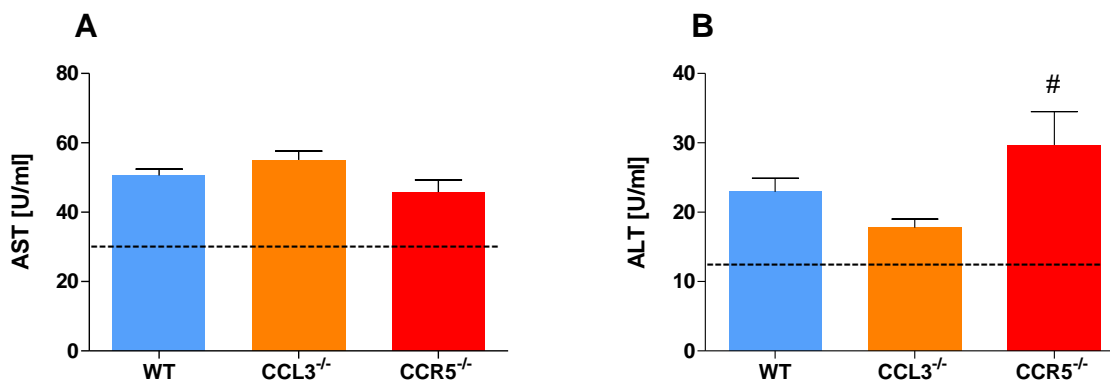 A
AST [U/ml]
80
60
40
20
0
WT CCL3-/- CCR5-/-
B
ALT [U/ml]
40
30
20
10
0
#
WT CCL3-/- CCR5-/-